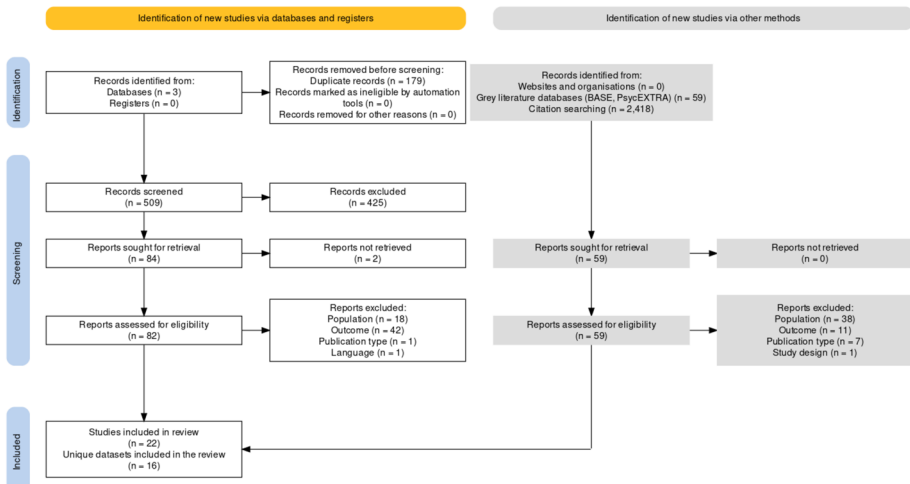 Identification of new studies via databases and registers
Identification of new studies via other methods
Identification
Records identified from:
Databases (n = 3)
Registers (n = 0)
Records removed before screening:
Duplicate records (n = 179)
Records marked as ineligible by automation
tools (n = 0)
Records removed for other reasons (n = 0)
Records identified from:
Websites and organisations (n = 0)
Grey literature databases (BASE, PsycEXTRA) (n = 59)
Citation searching (n = 2,418)
Screening
Records screened
(n = 509)
Records excluded
(n = 425)
Reports sought for retrieval
(n = 84)
Reports not retrieved
(n = 2)
Reports sought for retrieval
(n = 59)
Reports not retrieved
(n = 0)
Reports assessed for eligibility
(n = 82)
Reports excluded:
Population (n = 18)
Outcome (n = 42)
Publication type (n = 1)
Language (n = 1)
Reports assessed for eligibility
(n = 59)
Reports excluded:
Population (n = 38)
Outcome (n = 11)
Publication type (n = 7)
Study design (n = 1)
Included
Studies included in review
(n = 22)
Unique datasets included in the review
(n = 16)